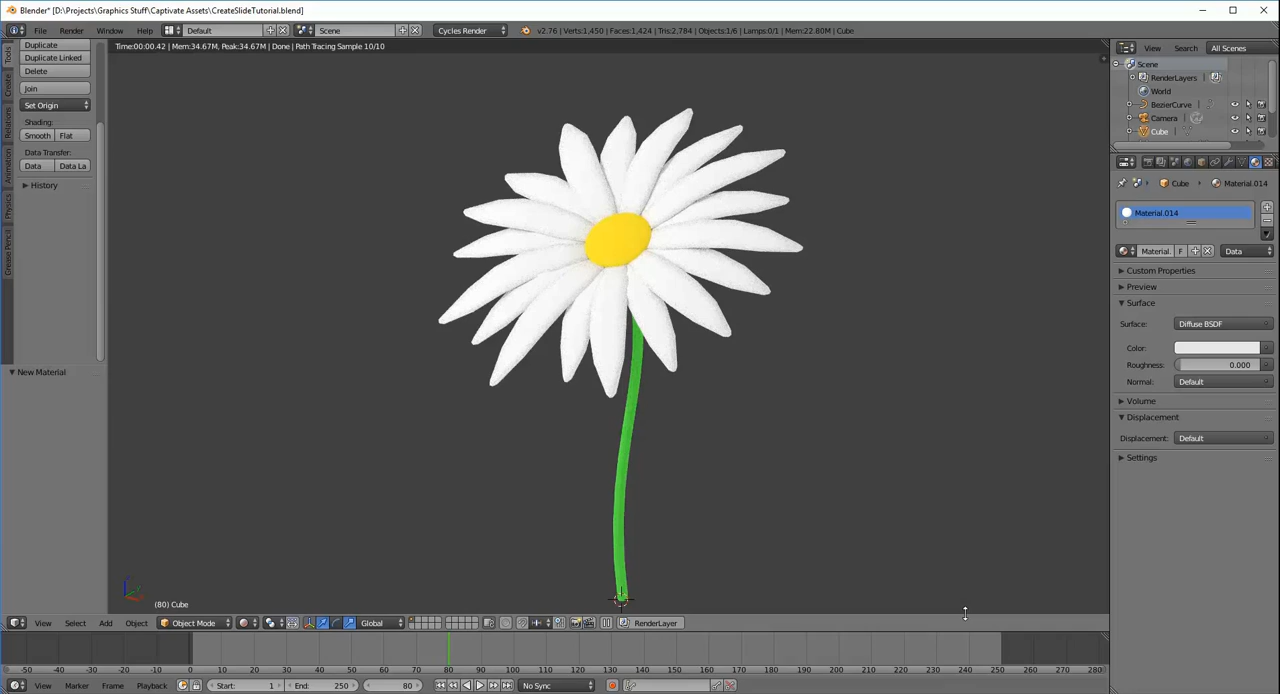 Blender* [D:\Projects\Graphics Stuff\Captivate Assets\CreateSlideTutorial.blend]
File Render Window Help Default Scene Cycles Render v2.76 | Verts:1,450 | Faces:1,424 | Tris:2,784 | Objects:1/6 | Lamps:0/1 | Mem:22.80M | Cube
Time:00:00.42 | Mem:34.67M, Peak:34.67M | Done | Path Tracing Sample 10/10
Tools
Create
Relations
Animation
Physics
Grease Pencil
Duplicate
Duplicate Linked
Delete
Join
Set Origin
Shading:
Smooth Flat
Data Transfer:
Data Data La
History
New Material
(80) Cube
View Select Add Object Object Mode Global RenderLayer
View Search All Scenes
Scene
RenderLayers
World
BezierCurve
Camera
Cube
Cube Material.014
Material.014
Material. F Data
Custom Properties
Preview
Surface
Surface: Diffuse BSDF
Color:
Roughness: 0.000
Normal: Default
Volume
Displacement
Displacement: Default
Settings
-50 -40 -30 -20 -10 0 10 20 30 40 50 60 70 80 90 100 110 120 130 140 150 160 170 180 190 200 210 220 230 240 250 260 270 280
View Marker Frame Playback Start: 1 End: 250 80 No Sync